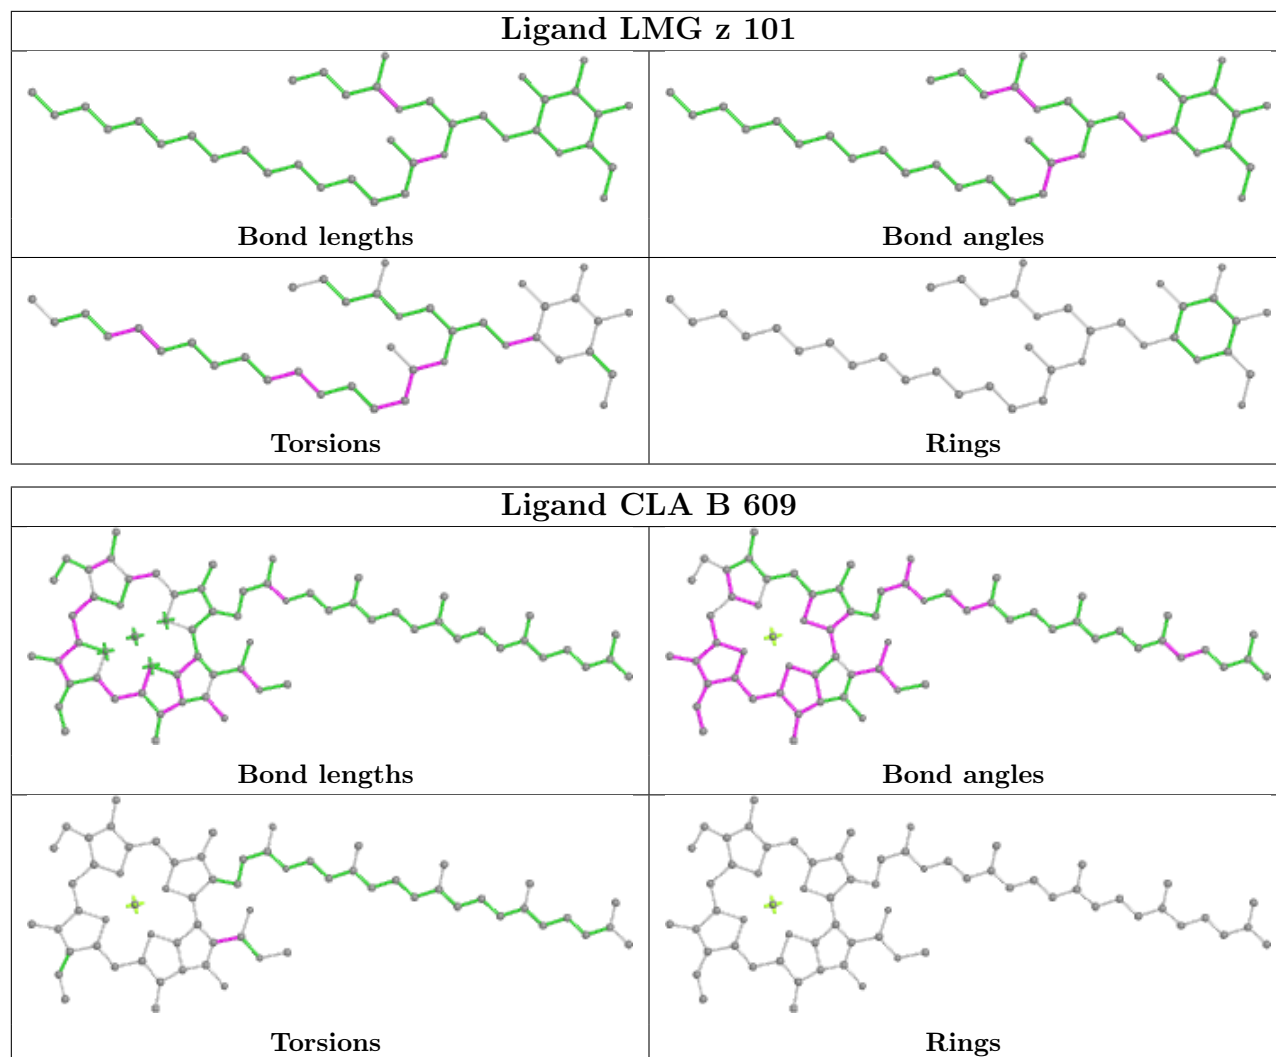 Ligand LMG z 101
Bond lengths
Bond angles
Torsions
Rings
Ligand CLA B 609
Bond lengths
Bond angles
Torsions
Rings